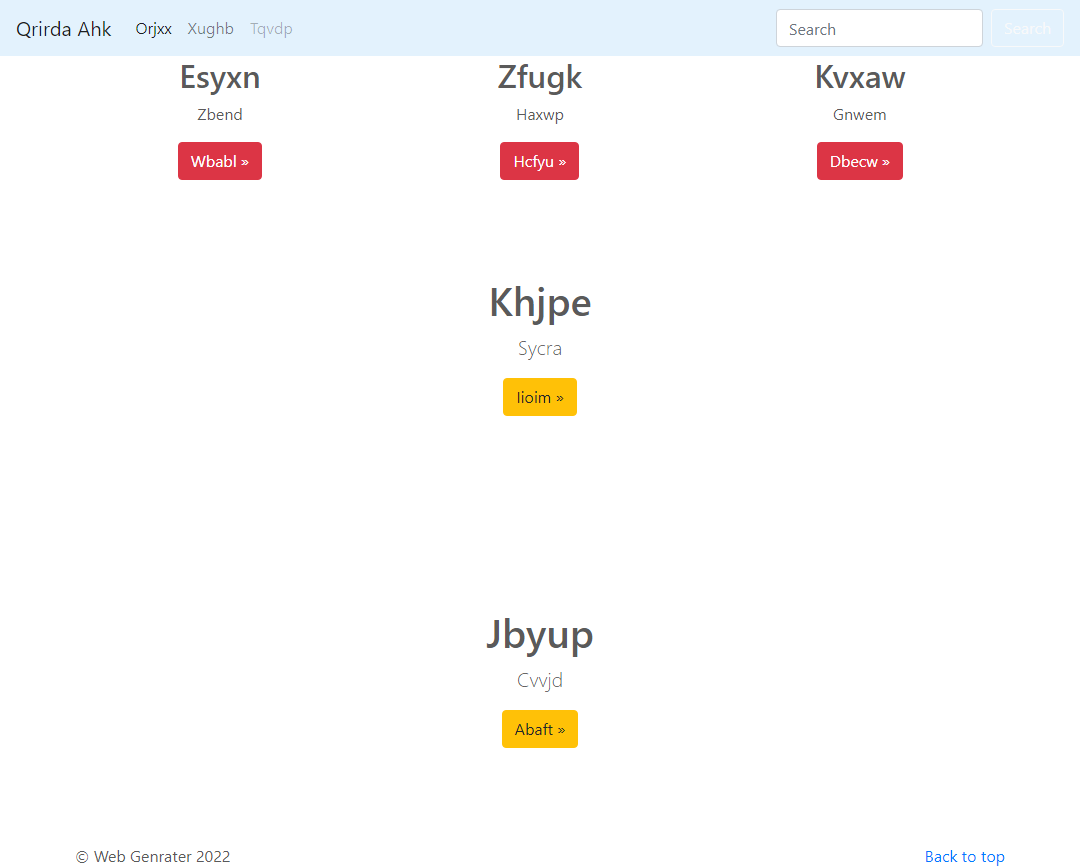 Qrirda Ahk Orjxx Xughb Tqvdp Search Search
Esyxn Zfugk Kvxaw
Zbend Haxwp Gnwem
Wbabl » Hcfyu » Dbecw »
Khjpe
Sycra
Iioim »
Jbyup
Cvvjd
Abaft »
© Web Genrater 2022 Back to top